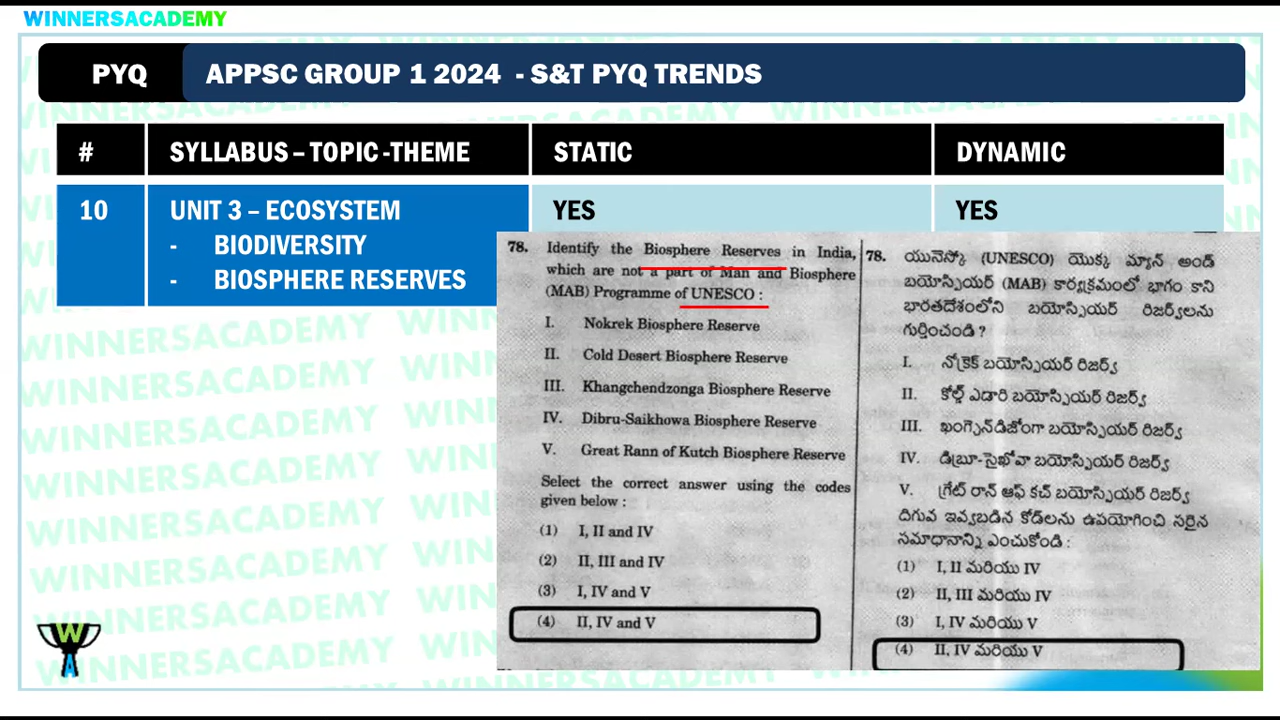 WINNERSACADEMY
PYQ
APPSC GROUP 1 2024 - S&T PYQ TRENDS
# SYLLABUS – TOPIC -THEME STATIC DYNAMIC
10 UNIT 3 – ECOSYSTEM YES YES
- BIODIVERSITY
- BIOSPHERE RESERVES
78. Identify the Biosphere Reserves in India,
which are not a part of Man and Biosphere
(MAB) Programme of UNESCO :
I. Nokrek Biosphere Reserve
II. Cold Desert Biosphere Reserve
III. Khangchendzonga Biosphere Reserve
IV. Dibru-Saikhowa Biosphere Reserve
V. Great Rann of Kutch Biosphere Reserve
Select the correct answer using the codes
given below :
(1) I, II and IV
(2) II, III and IV
(3) I, IV and V
(4) II, IV and V
78. యునెస్కో (UNESCO) యొక్క మ్యాన్ అండ్
బయోస్ఫియర్ (MAB) కార్యక్రమంలో భాగం కాని
భారతదేశంలోని బయోస్ఫియర్ రిజర్వ్‌లను
గుర్తించండి ?
I. నోక్రెక్ బయోస్ఫియర్ రిజర్వ్
II. కోల్డ్ ఎడారి బయోస్ఫియర్ రిజర్వ్
III. ఖంగ్చెన్‌డ్జోంగా బయోస్ఫియర్ రిజర్వ్
IV. డిబ్రూ-సైఖోవా బయోస్ఫియర్ రిజర్వ్
V. గ్రేట్ రాన్ ఆఫ్ కచ్ బయోస్ఫియర్ రిజర్వ్
దిగువ ఇవ్వబడిన కోడ్‌లను ఉపయోగించి సరైన
సమాధానాన్ని ఎంచుకోండి :
(1) I, II మరియు IV
(2) II, III మరియు IV
(3) I, IV మరియు V
(4) II, IV మరియు V
W
A